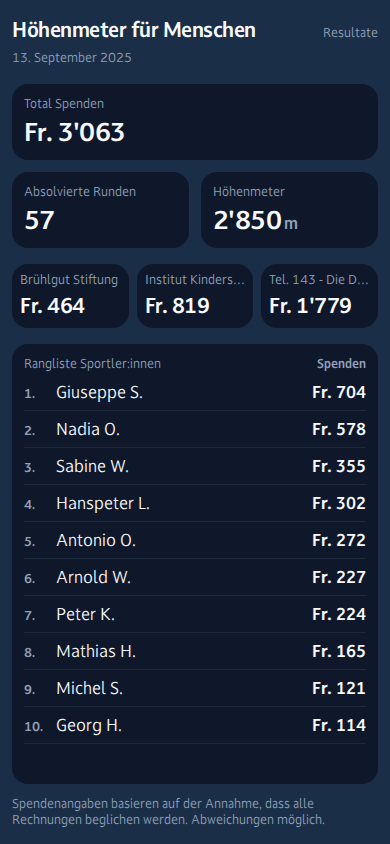 Höhenmeter für Menschen
Resultate
13. September 2025
Total Spenden
Fr. 3'063
Absolvierte Runden
57
Höhenmeter
2'850 m
Brühlgut Stiftung
Fr. 464
Institut Kinders...
Fr. 819
Tel. 143 - Die D...
Fr. 1'779
Rangliste Sportler:innen Spenden
1. Giuseppe S. Fr. 704
2. Nadia O. Fr. 578
3. Sabine W. Fr. 355
4. Hanspeter L. Fr. 302
5. Antonio O. Fr. 272
6. Arnold W. Fr. 227
7. Peter K. Fr. 224
8. Mathias H. Fr. 165
9. Michel S. Fr. 121
10. Georg H. Fr. 114
Spendenangaben basieren auf der Annahme, dass alle
Rechnungen beglichen werden. Abweichungen möglich.